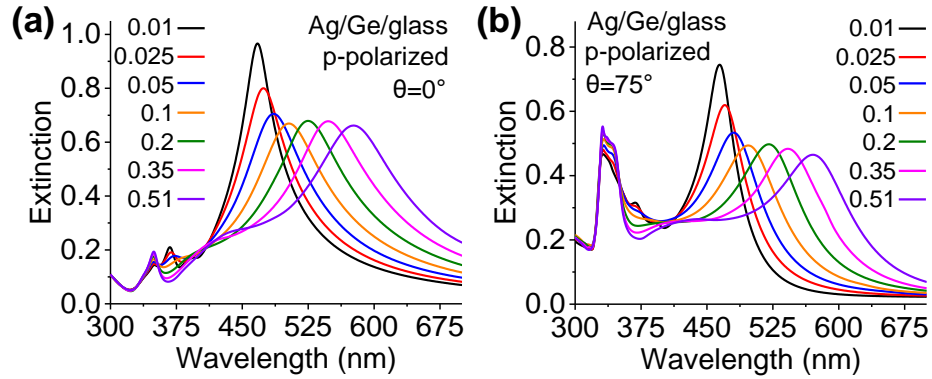 (a)
Ag/Ge/glass
p-polarized
θ=0°
0.01
0.025
0.05
0.1
0.2
0.35
0.51
Extinction
1.0
0.8
0.6
0.4
0.2
0.0
300 375 450 525 600 675
Wavelength (nm)
(b)
Ag/Ge/glass
p-polarized
θ=75°
0.01
0.025
0.05
0.1
0.2
0.35
0.51
Extinction
0.8
0.6
0.4
0.2
0.0
300 375 450 525 600 675
Wavelength (nm)